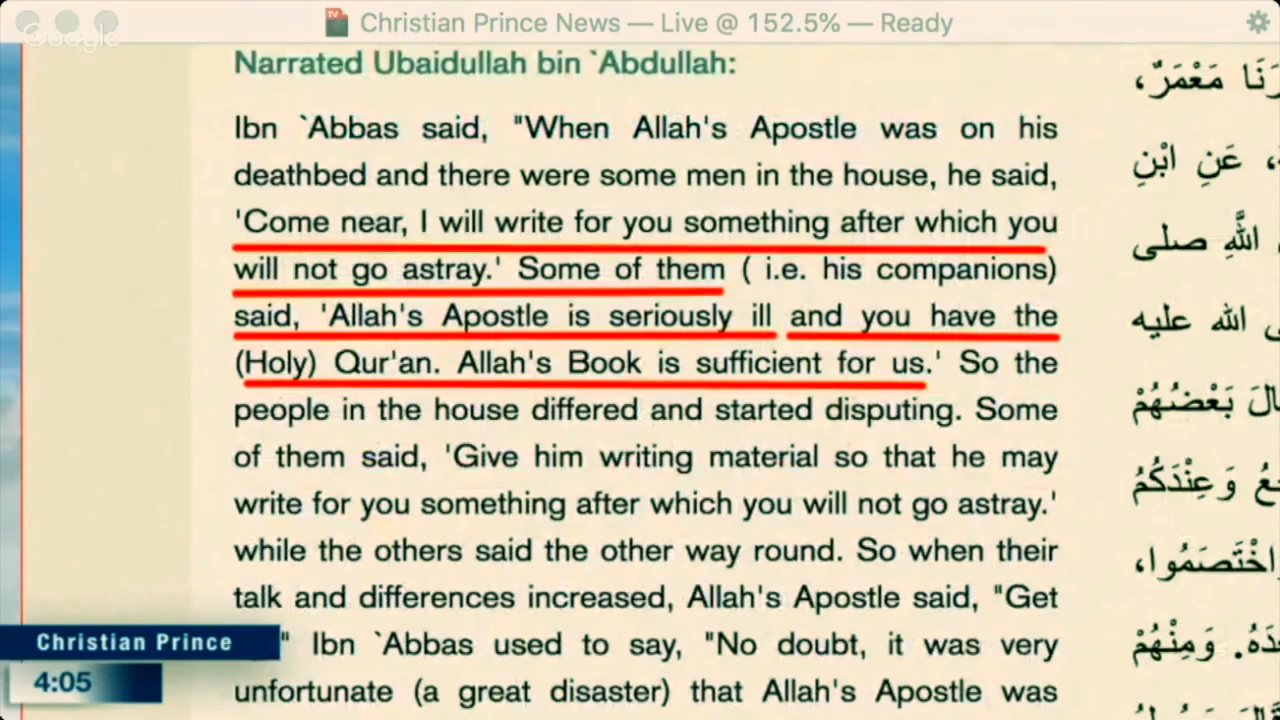 Christian Prince News — Live @ 152.5% — Ready
Google
Narrated Ubaidullah bin `Abdullah:
Ibn `Abbas said, "When Allah's Apostle was on his
deathbed and there were some men in the house, he said,
'Come near, I will write for you something after which you
will not go astray.' Some of them ( i.e. his companions)
said, 'Allah's Apostle is seriously ill and you have the
(Holy) Qur'an. Allah's Book is sufficient for us.' So the
people in the house differed and started disputing. Some
of them said, 'Give him writing material so that he may
write for you something after which you will not go astray.'
while the others said the other way round. So when their
talk and differences increased, Allah's Apostle said, "Get
" Ibn `Abbas used to say, "No doubt, it was very
unfortunate (a great disaster) that Allah's Apostle was
مَعْمَرٌ،
عَنِ ابْنِ
اللَّهِ صلى
الله عليه
بَعْضُهُمْ
وَعِنْدَكُمُ
اخْتَصَمُوا،
وَمِنْهُمْ
Christian Prince
4:05